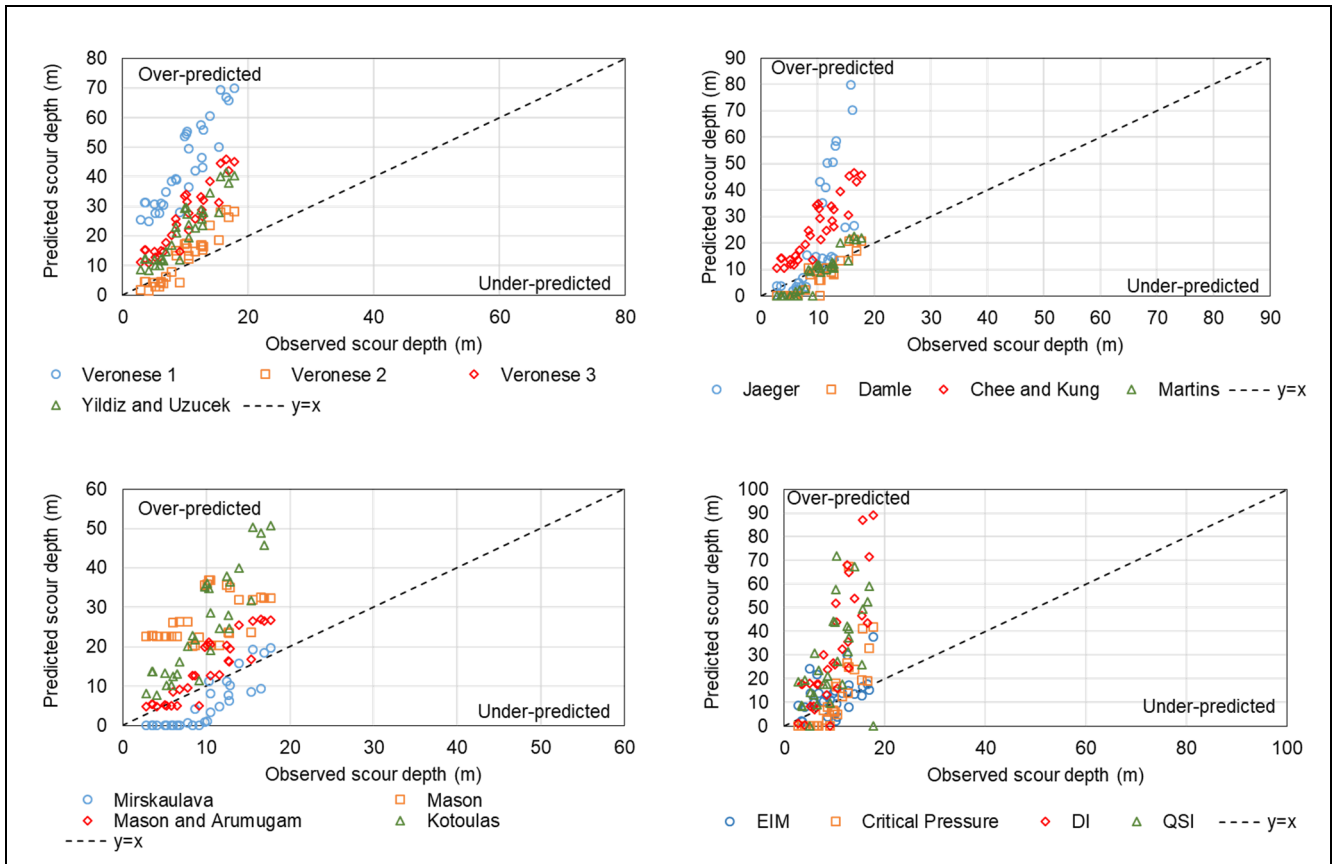 80
70
60
50
40
30
20
10
0
Predicted scour depth (m)
Over-predicted
Under-predicted
0 20 40 60 80
Observed scour depth (m)
Veronese 1 Veronese 2 Veronese 3
Yildiz and Uzucek y=x
90
80
70
60
50
40
30
20
10
0
Predicted scour depth (m)
Over-predicted
Under-predicted
0 10 20 30 40 50 60 70 80 90
Observed scour depth (m)
Jaeger Damle Chee and Kung Martins y=x
60
50
40
30
20
10
0
Predicted scour depth (m)
Over-predicted
Under-predicted
0 10 20 30 40 50 60
Observed scour depth (m)
Mirskaulava Mason
Mason and Arumugam Kotoulas
y=x
100
90
80
70
60
50
40
30
20
10
0
Predicted scour depth (m)
Over-predicted
Under-predicted
0 20 40 60 80 100
Observed scour depth (m)
EIM Critical Pressure DI QSI y=x